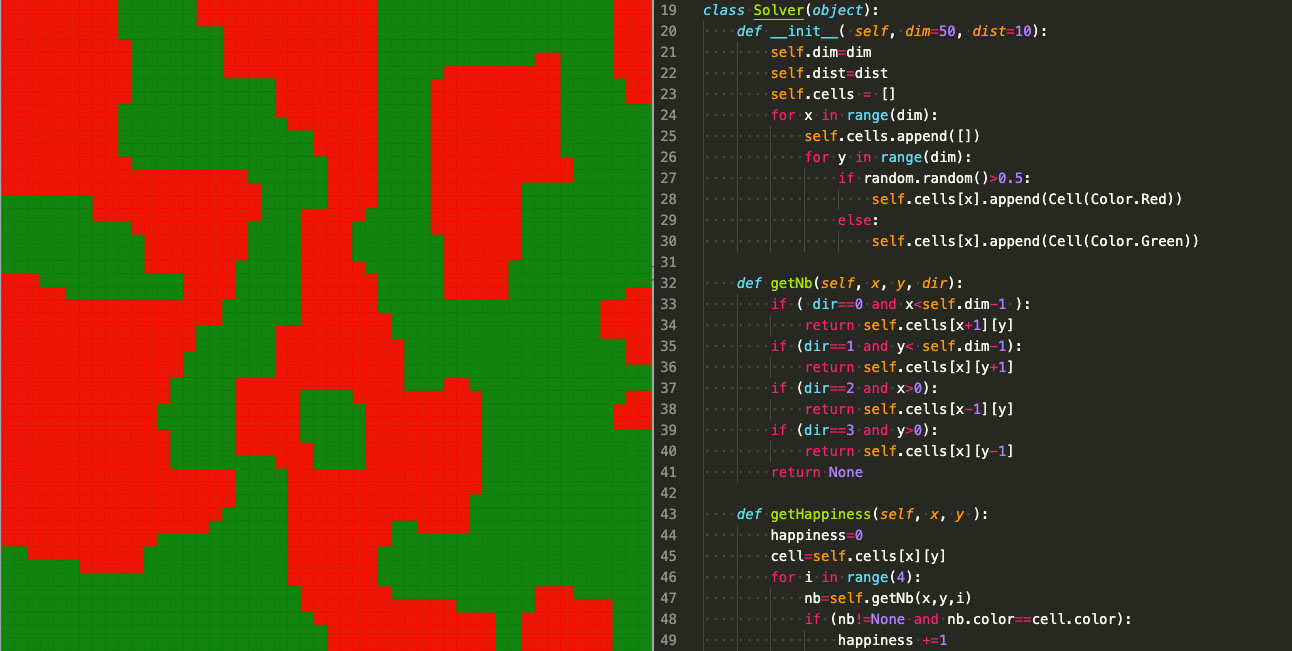 19 class Solver(object):
20 def __init__( self, dim=50, dist=10):
21 self.dim=dim
22 self.dist=dist
23 self.cells = []
24 for x in range(dim):
25 self.cells.append([])
26 for y in range(dim):
27 if random.random()>0.5:
28 self.cells[x].append(Cell(Color.Red))
29 else:
30 self.cells[x].append(Cell(Color.Green))
31
32 def getNb(self, x, y, dir):
33 if ( dir==0 and x<self.dim-1 ):
34 return self.cells[x+1][y]
35 if (dir==1 and y< self.dim-1):
36 return self.cells[x][y+1]
37 if (dir==2 and x>0):
38 return self.cells[x-1][y]
39 if (dir==3 and y>0):
40 return self.cells[x][y-1]
41 return None
42
43 def getHappiness(self, x, y ):
44 happiness=0
45 cell=self.cells[x][y]
46 for i in range(4):
47 nb=self.getNb(x,y,i)
48 if (nb!=None and nb.color==cell.color):
49 happiness +=1